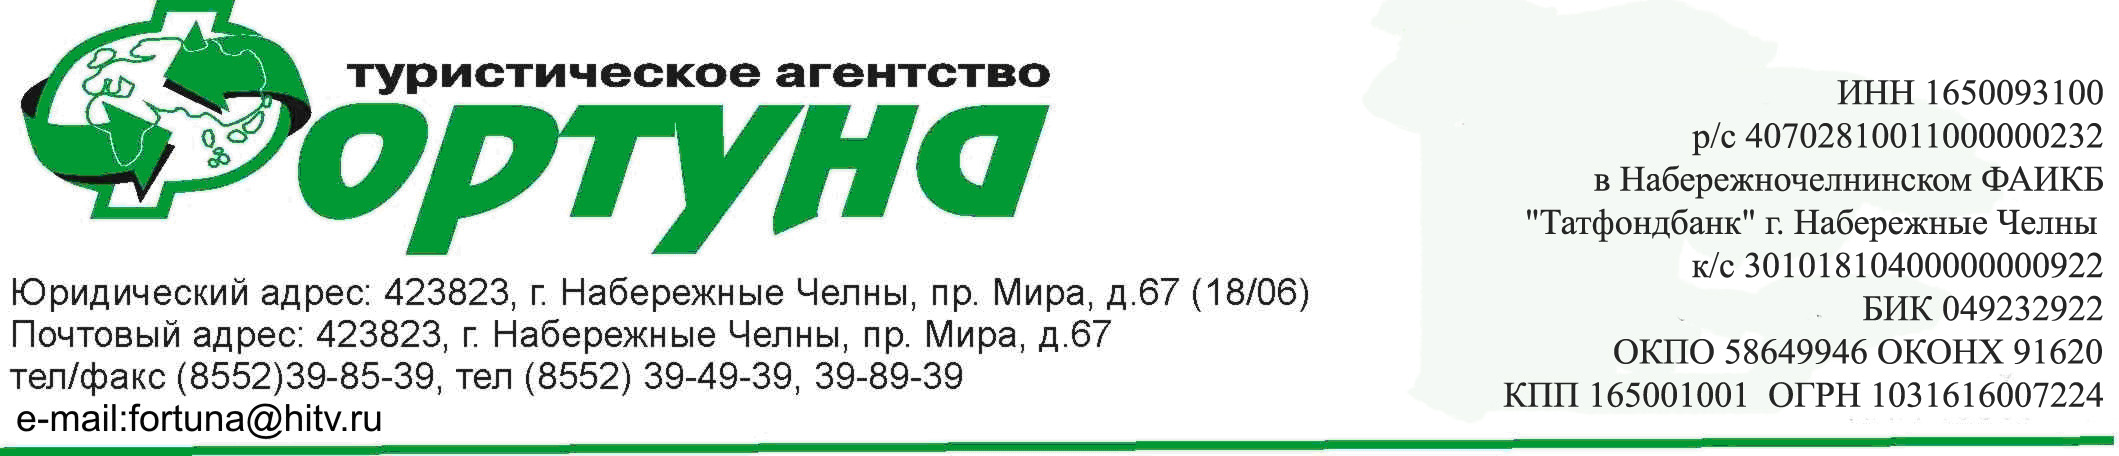 туристическое агентство
Фортуна
Юридический адрес: 423823, г. Набережные Челны, пр. Мира, д.67 (18/06)
Почтовый адрес: 423823, г. Набережные Челны, пр. Мира, д.67
тел/факс (8552)39-85-39, тел (8552) 39-49-39, 39-89-39
e-mail:fortuna@hitv.ru
ИНН 1650093100
р/с 40702810011000000232
в Набережночелнинском ФАИКБ
"Татфондбанк" г. Набережные Челны
к/с 30101810400000000922
БИК 049232922
ОКПО 58649946 ОКОНХ 91620
КПП 165001001 ОГРН 1031616007224